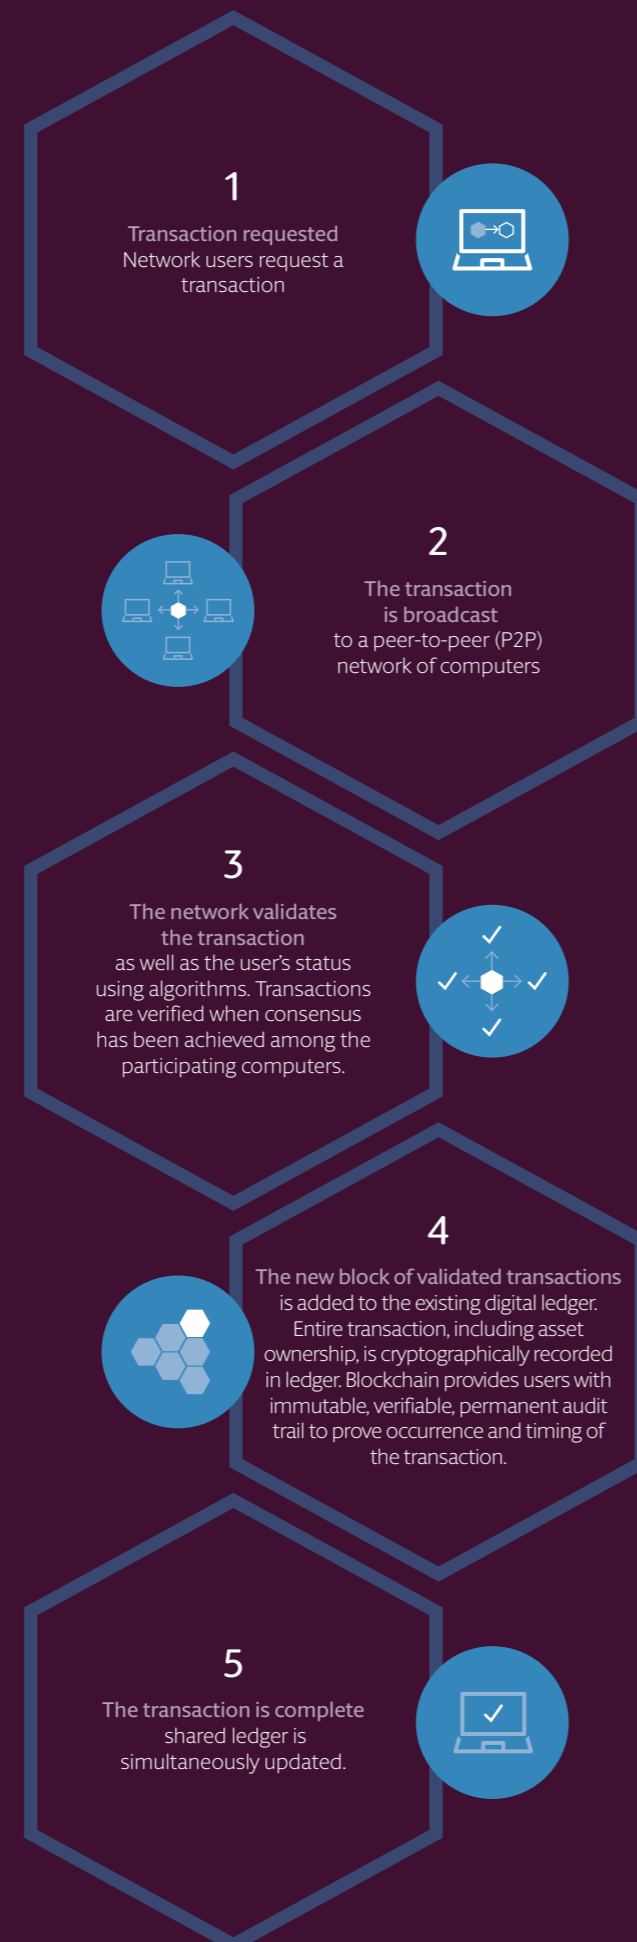 1
Transaction requested
Network users request a
transaction
2
The transaction
is broadcast
to a peer-to-peer (P2P)
network of computers
3
The network validates
the transaction
as well as the user's status
using algorithms. Transactions
are verified when consensus
has been achieved among the
participating computers.
4
The new block of validated transactions
is added to the existing digital ledger.
Entire transaction, including asset
ownership, is cryptographically recorded
in ledger. Blockchain provides users with
immutable, verifiable, permanent audit
trail to prove occurrence and timing of
the transaction.
5
The transaction is complete
shared ledger is
simultaneously updated.